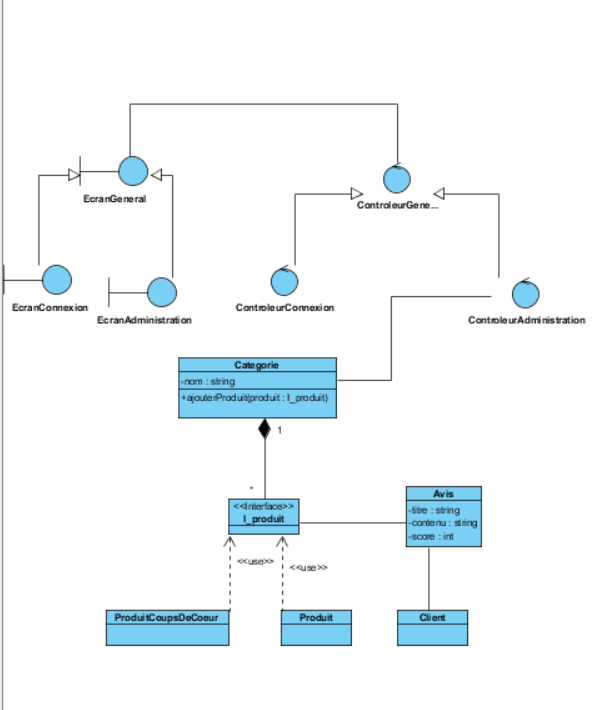 EcranGeneral
ControleurGene...
EcranConnexion
EcranAdministration
ControleurConnexion
ControleurAdministration
Categorie
-nom : string
+ajouterProduit(produit : I_produit)
1
*
<<Interface>>
I_produit
Avis
-titre : string
-contenu : string
-score : int
<<use>>
<<use>>
ProduitCoupsDeCoeur
Produit
Client